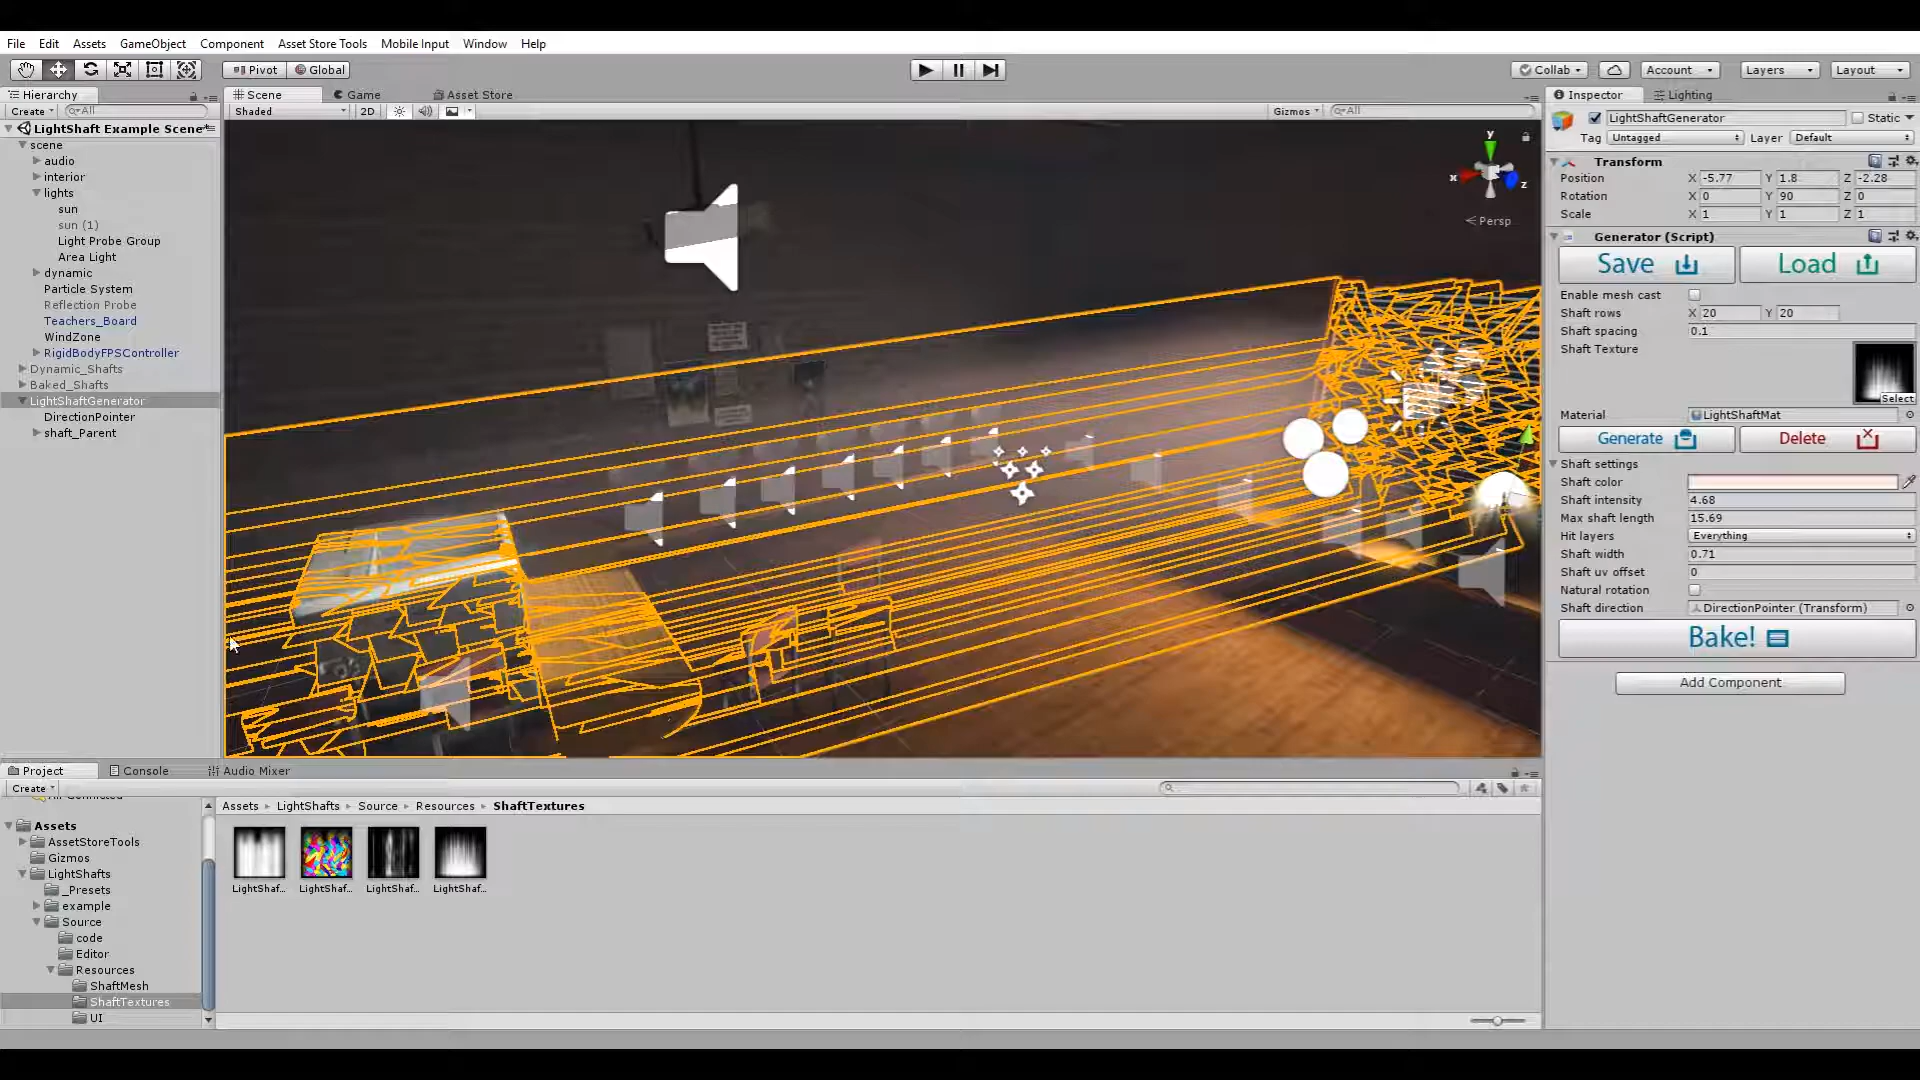 File Edit Assets GameObject Component Asset Store Tools Mobile Input Window Help
Pivot Global Collab Account Layers Layout
Hierarchy
Create All
LightShaft Example Scene*
scene
audio
interior
lights
sun
sun (1)
Light Probe Group
Area Light
dynamic
Particle System
Reflection Probe
Teachers_Board
WindZone
RigidBodyFPSController
Dynamic_Shafts
Baked_Shafts
LightShaftGenerator
DirectionPointer
shaft_Parent
Scene Game Asset Store
Shaded 2D Gizmos All
y
x
z
Persp
Inspector Lighting
LightShaftGenerator Static
Tag Untagged Layer Default
Transform
Position X -5.77 Y 1.8 Z -2.28
Rotation X 0 Y 90 Z 0
Scale X 1 Y 1 Z 1
Generator (Script)
Save Load
Enable mesh cast
Shaft rows X 20 Y 20
Shaft spacing 0.1
Shaft Texture
Select
Material LightShaftMat
Generate Delete
Shaft settings
Shaft color
Shaft intensity 4.68
Max shaft length 15.69
Hit layers Everything
Shaft width 0.71
Shaft uv offset 0
Natural rotation
Shaft direction DirectionPointer (Transform)
Bake!
Add Component
Project Console Audio Mixer
Create
Assets
AssetStoreTools
Gizmos
LightShafts
_Presets
example
Source
code
Editor
Resources
ShaftMesh
ShaftTextures
UI
Assets LightShafts Source Resources ShaftTextures
LightShaf... LightShaf... LightShaf... LightShaf...